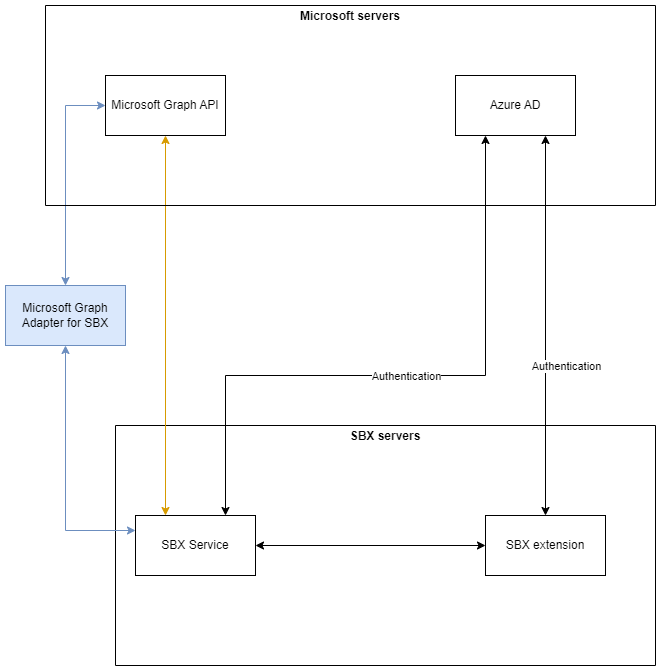 Microsoft servers
Microsoft Graph API
Azure AD
Microsoft Graph
Adapter for SBX
Authentication
Authentication
SBX servers
SBX Service
SBX extension